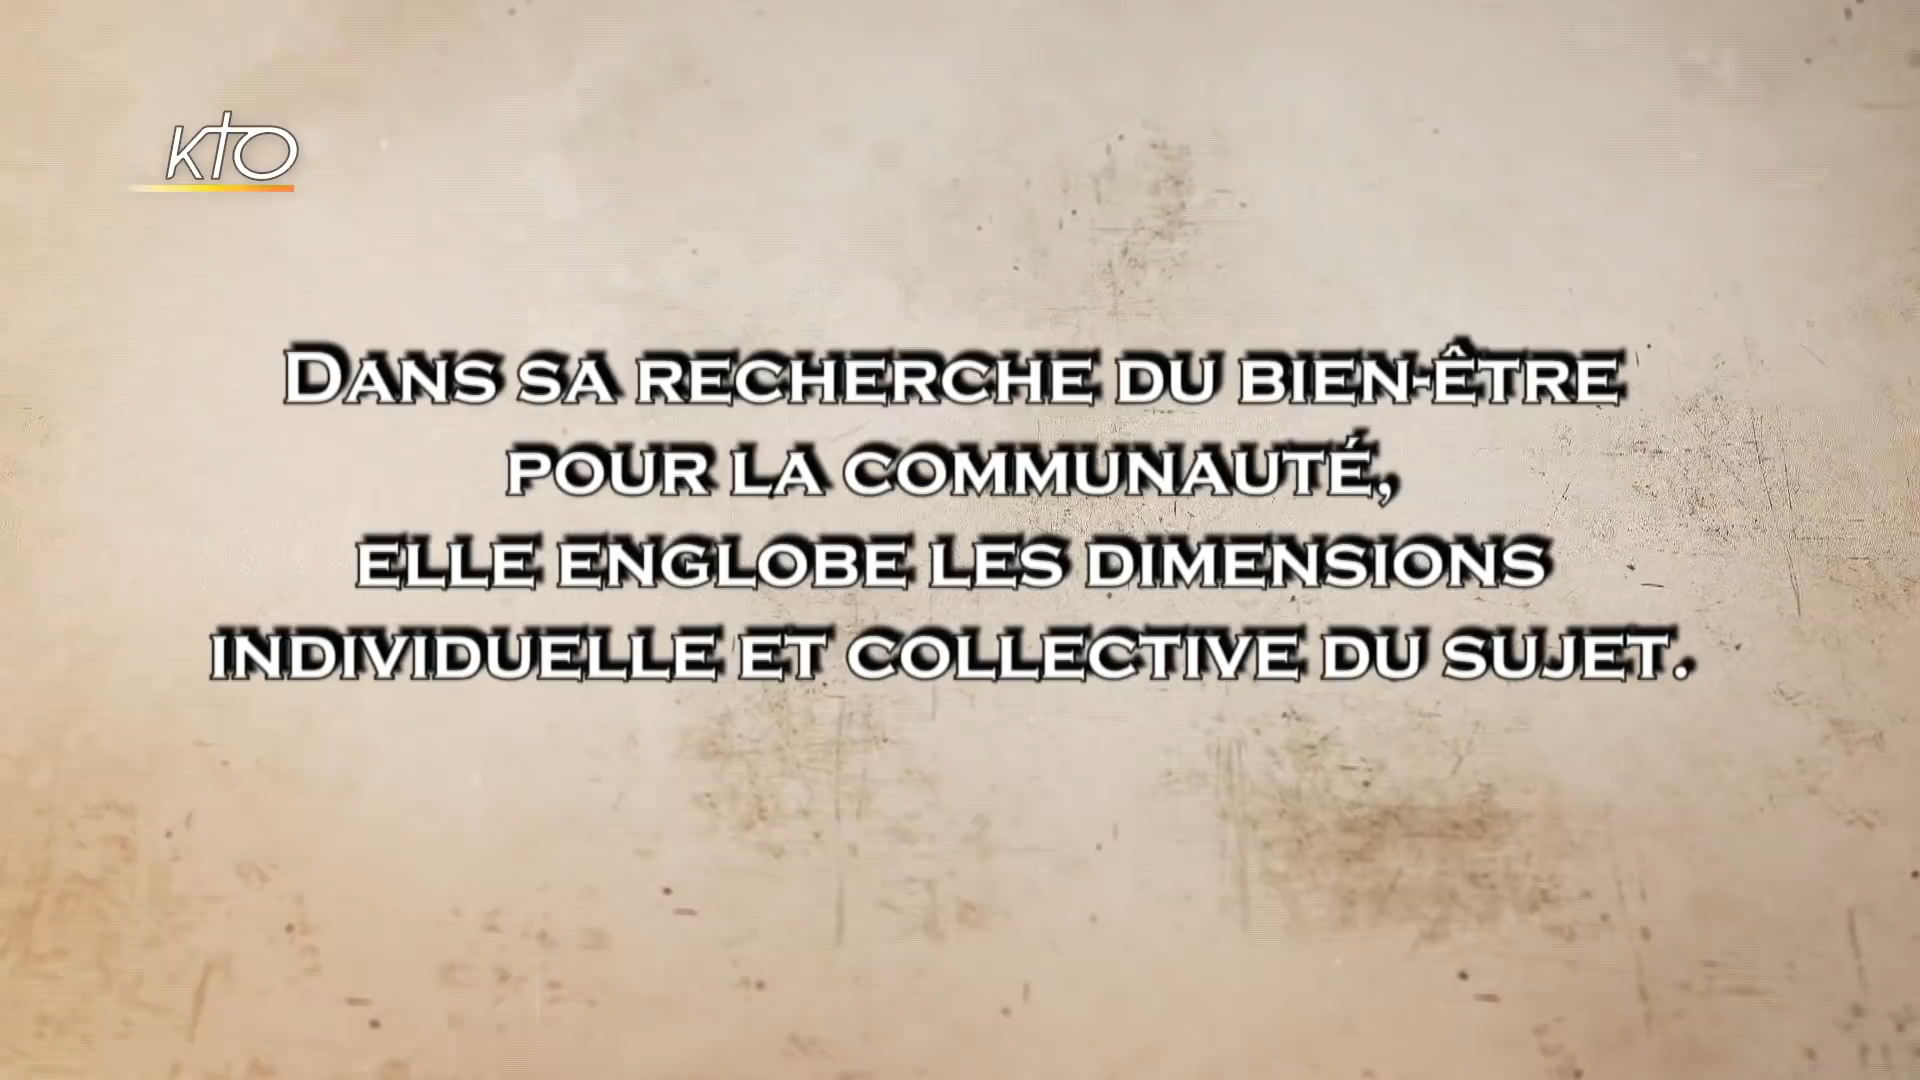 KTO
Dans sa recherche du bien-être
pour la communauté,
elle englobe les dimensions
individuelle et collective du sujet.